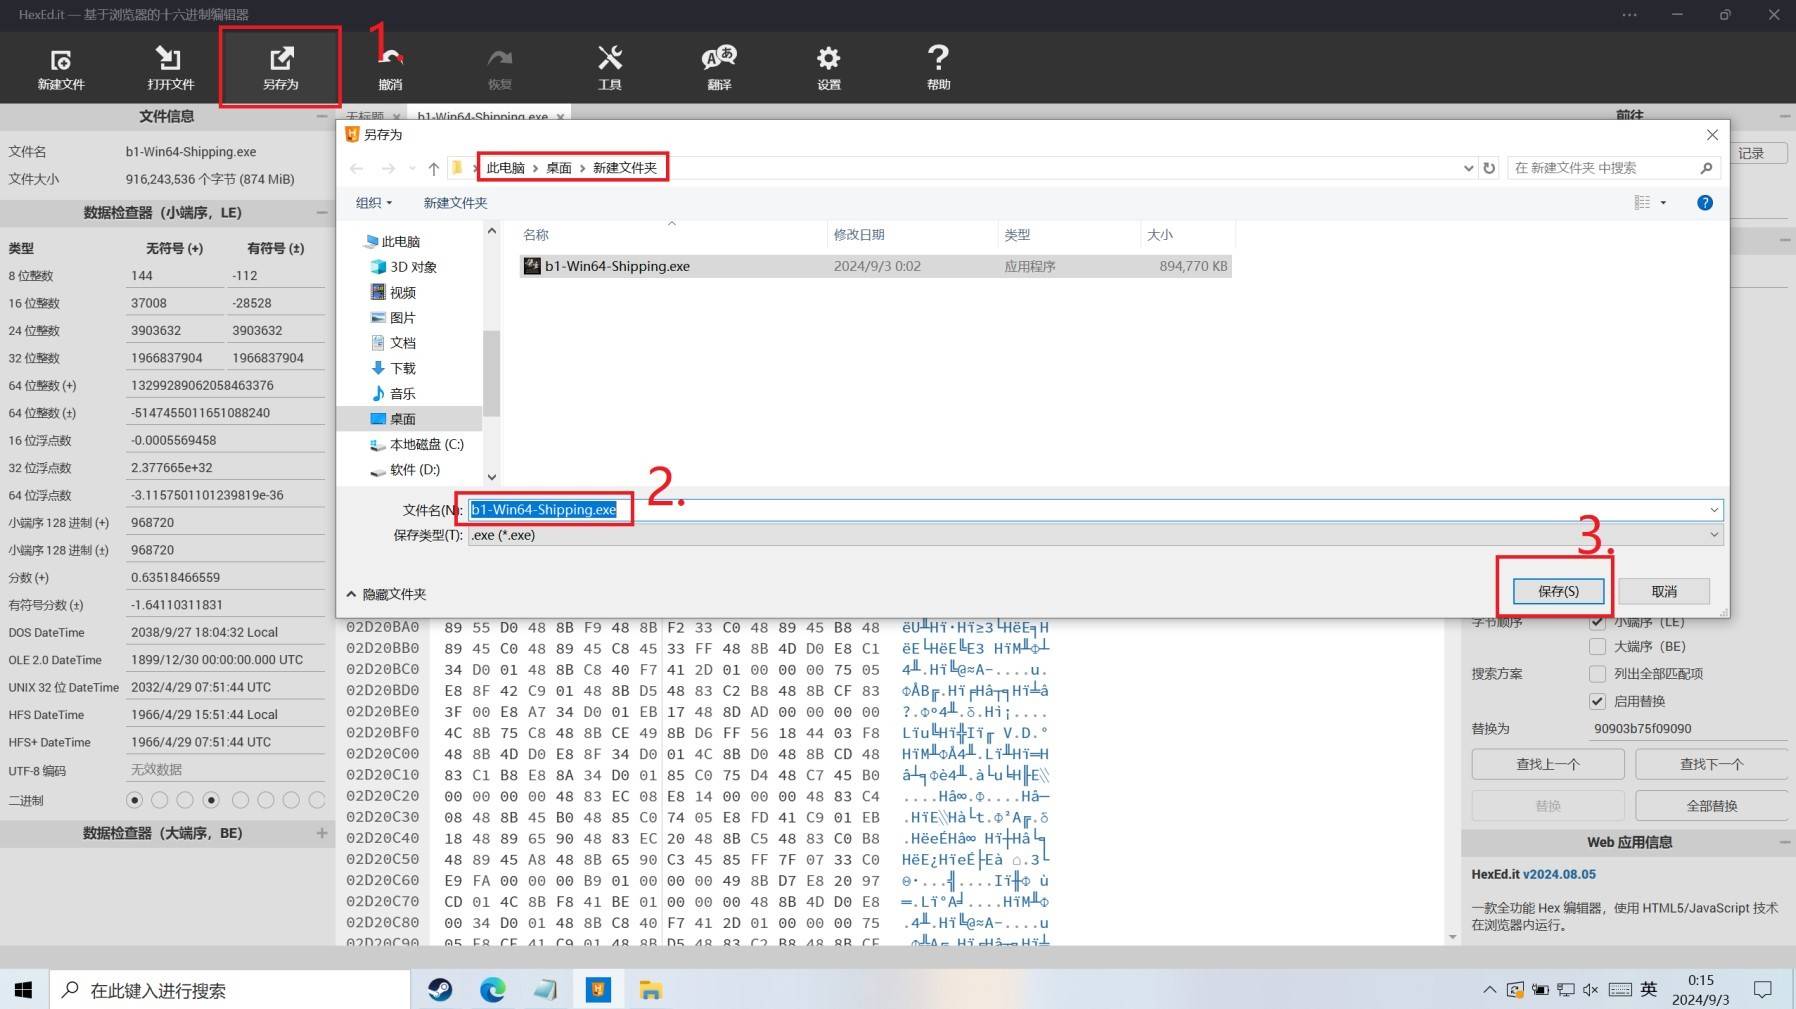 HexEd.it — 基于浏览器的十六进制编辑器
1.
新建文件 打开文件 另存为 撤消 恢复 工具 翻译 设置 帮助
文件信息
文件名 b1-Win64-Shipping.exe
文件大小 916,243,536 个字节 (874 MiB)
数据检查器（小端序，LE）
类型 无符号 (+) 有符号 (±)
8 位整数 144 -112
16 位整数 37008 -28528
24 位整数 3903632 3903632
32 位整数 1966837904 1966837904
64 位整数 (+) 13299289062058463376
64 位整数 (±) -5147455011651088240
16 位浮点数 -0.0005569458
32 位浮点数 2.377665e+32
64 位浮点数 -3.1157501101239819e-36
小端序 128 进制 (+) 968720
小端序 128 进制 (±) 968720
分数 (+) 0.63518466559
有符号分数 (±) -1.64110311831
DOS DateTime 2038/9/27 18:04:32 Local
OLE 2.0 DateTime 1899/12/30 00:00:00.000 UTC
UNIX 32 位 DateTime 2032/4/29 07:51:44 UTC
HFS DateTime 1966/4/29 15:51:44 Local
HFS+ DateTime 1966/4/29 07:51:44 UTC
UTF-8 编码 无效数据
二进制
数据检查器（大端序，BE）
无标题 b1-Win64-Shipping.exe
前往
记录
另存为
此电脑 › 桌面 › 新建文件夹
在 新建文件夹 中搜索
组织 新建文件夹
此电脑
3D 对象
视频
图片
文档
下载
音乐
桌面
本地磁盘 (C:)
软件 (D:)
名称 修改日期 类型 大小
b1-Win64-Shipping.exe 2024/9/3 0:02 应用程序 894,770 KB
2.
文件名(N): b1-Win64-Shipping.exe
保存类型(T): .exe (*.exe)
3.
隐藏文件夹
保存(S) 取消
02D20BA0 89 55 D0 48 8B F9 48 8B F2 33 C0 48 89 45 B8 48
02D20BB0 89 45 C0 48 89 45 C8 45 33 FF 48 8B 4D D0 E8 C1
02D20BC0 34 D0 01 48 8B C8 40 F7 41 2D 01 00 00 00 75 05
02D20BD0 E8 8F 42 C9 01 48 8B D5 48 83 C2 B8 48 8B CF 83
02D20BE0 3F 00 E8 A7 34 D0 01 EB 17 48 8D AD 00 00 00 00
02D20BF0 4C 8B 75 C8 48 8B CE 49 8B D6 FF 56 18 44 03 F8
02D20C00 48 8B 4D D0 E8 8F 34 D0 01 4C 8B D0 48 8B CD 48
02D20C10 83 C1 B8 E8 8A 34 D0 01 85 C0 75 D4 48 C7 45 B0
02D20C20 00 00 00 00 48 83 EC 08 E8 14 00 00 00 48 83 C4
02D20C30 08 48 8B 45 B0 48 85 C0 74 05 E8 FD 41 C9 01 EB
02D20C40 18 48 89 65 90 48 83 EC 20 48 8B C5 48 83 C0 B8
02D20C50 48 89 45 A8 48 8B 65 90 C3 45 85 FF 7F 07 33 C0
02D20C60 E9 FA 00 00 00 B9 01 00 00 00 49 8B D7 E8 20 97
02D20C70 CD 01 4C 8B F8 41 BE 01 00 00 00 48 8B 4D D0 E8
02D20C80 00 34 D0 01 48 8B C8 40 F7 41 2D 01 00 00 00 75
02D20C90 05 E8 CE 41 C9 01 48 8B D5 48 83 C2 B8 48 8B CF
字节顺序 小端序（LE）
大端序（BE）
搜索方案 列出全部匹配项
启用替换
替换为 90903b75f09090
查找上一个 查找下一个
替换 全部替换
Web 应用信息
HexEd.it v2024.08.05
一款全功能 Hex 编辑器，使用 HTML5/JavaScript 技术
在浏览器内运行。
在此键入进行搜索
英
0:15
2024/9/3